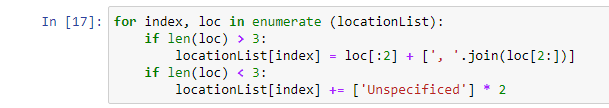 In [17]: for index, loc in enumerate (locationList):
if len(loc) > 3:
locationList[index] = loc[:2] + [', '.join(loc[2:])]
if len(loc) < 3:
locationList[index] += ['Unspecificed'] * 2